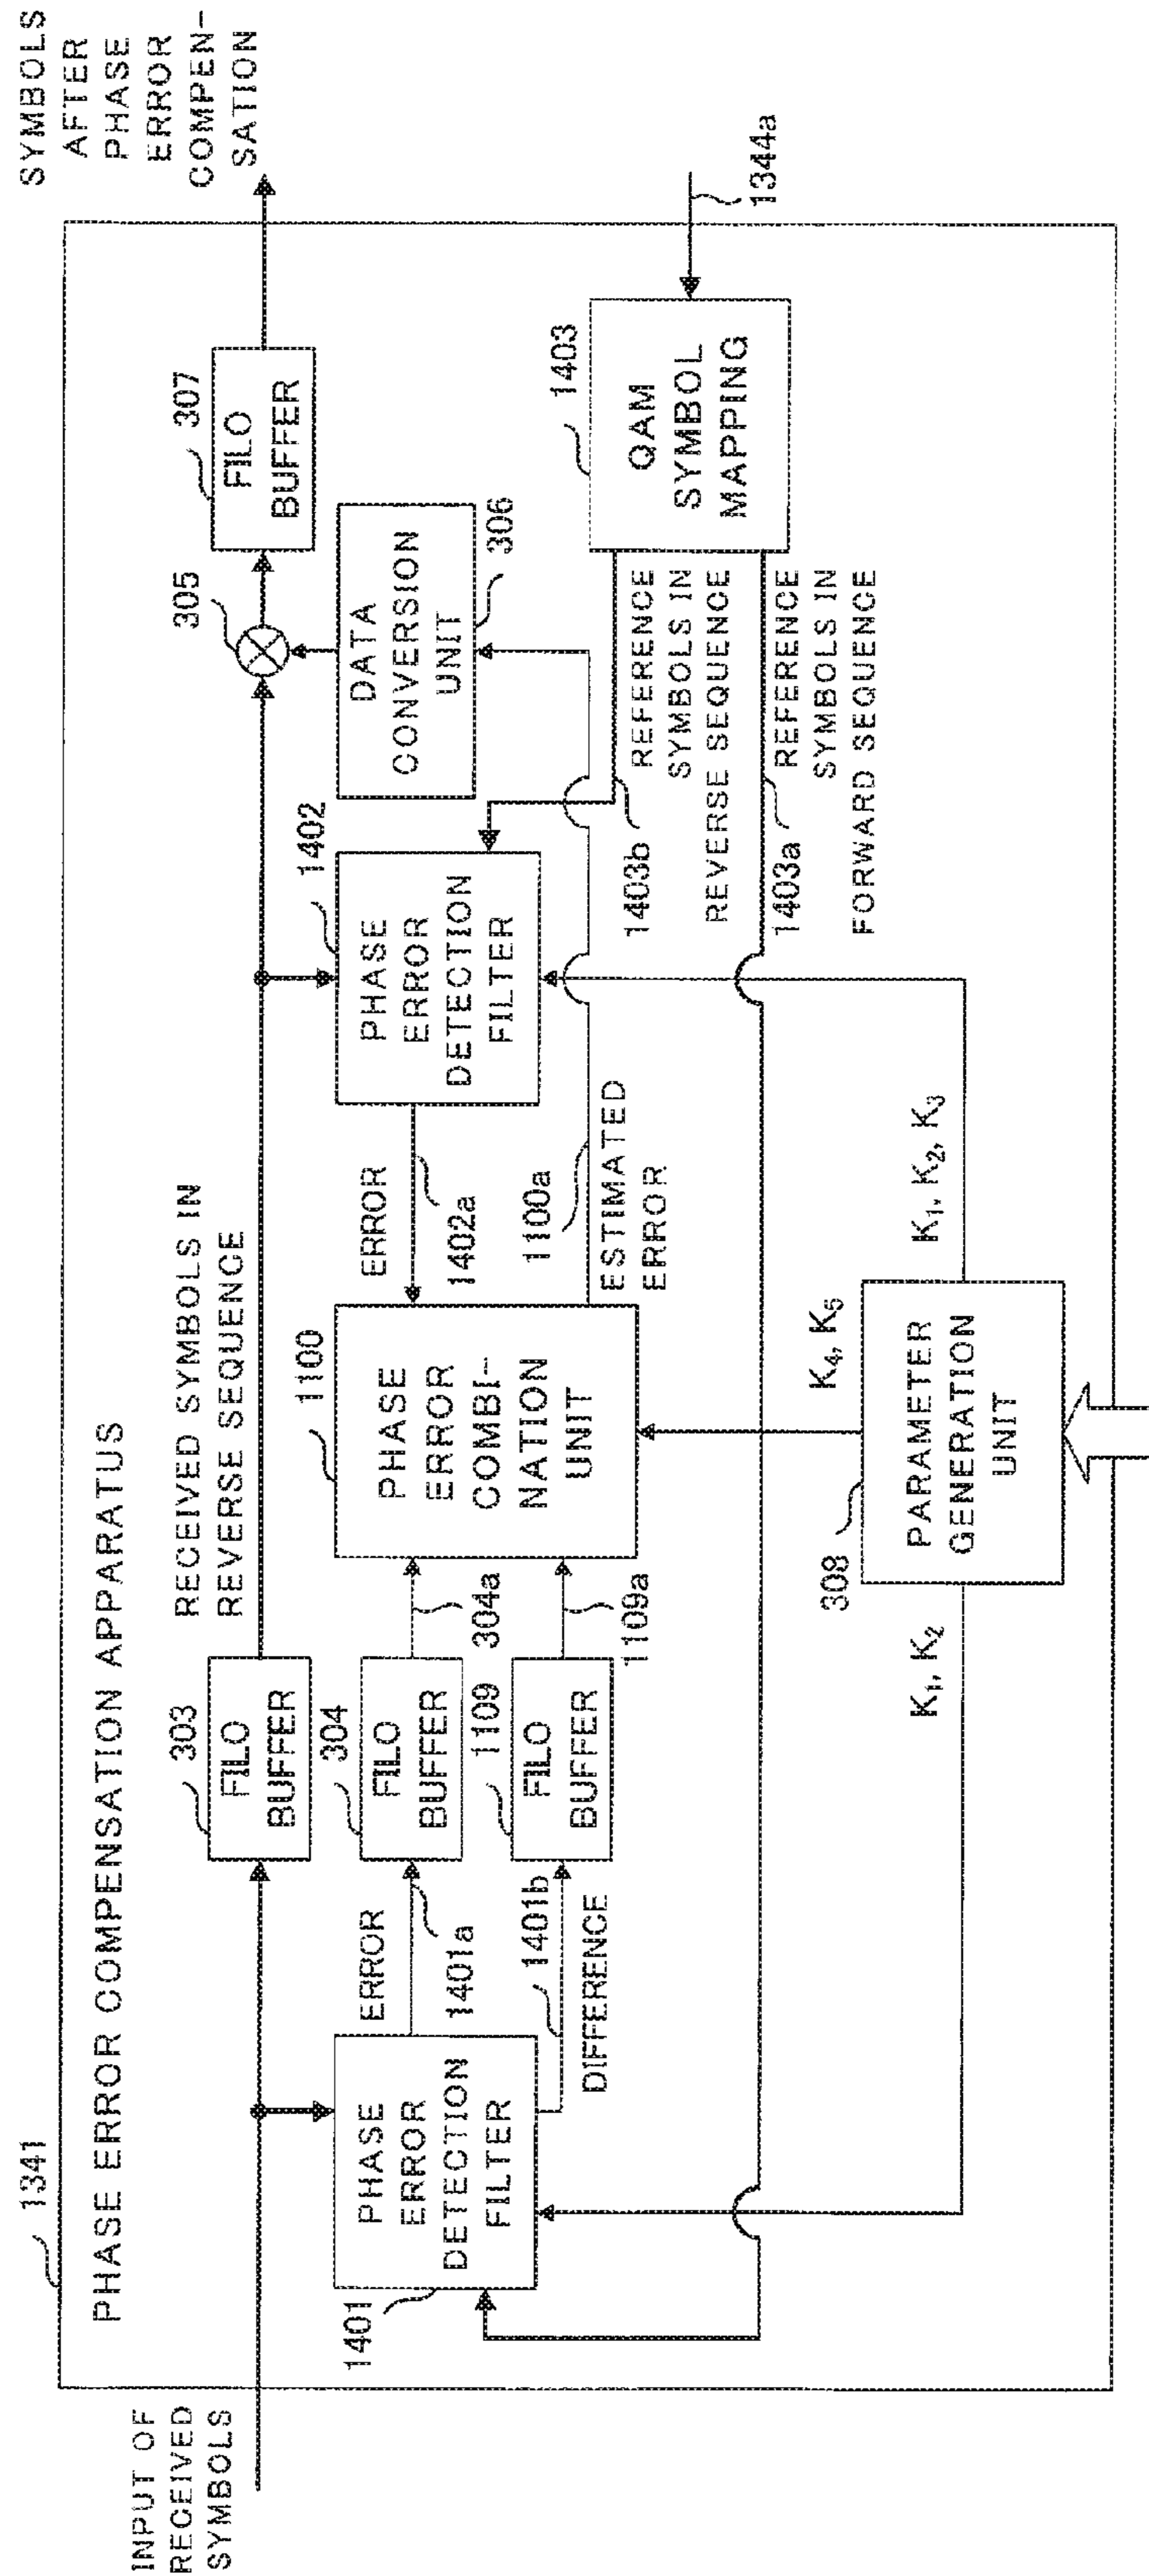 1341
PHASE ERROR COMPENSATION APPARATUS
INPUT OF
RECEIVED
SYMBOLS
1401
PHASE
ERROR
DETECTION
FILTER
ERROR
1401a
1401b
DIFFERENCE
303
FILO
BUFFER
304
FILO
BUFFER
1109
FILO
BUFFER
304a
1109a
RECEIVED SYMBOLS IN
REVERSE SEQUENCE
1100
PHASE
ERROR
COMBI-
NATION
UNIT
ERROR
1402a
1100a
ESTIMATED
ERROR
1402
PHASE
ERROR
DETECTION
FILTER
305
307
FILO
BUFFER
DATA
CONVERSION
UNIT
306
SYMBOLS
AFTER
PHASE
ERROR
COMPEN-
SATION
1403
QAM
SYMBOL
MAPPING
1344a
1403b
REFERENCE
SYMBOLS IN
REVERSE SEQUENCE
1403a
REFERENCE
SYMBOLS IN
FORWARD SEQUENCE
K₁, K₂
308
PARAMETER
GENERATION
UNIT
K₄, K₅
K₁, K₂, K₃